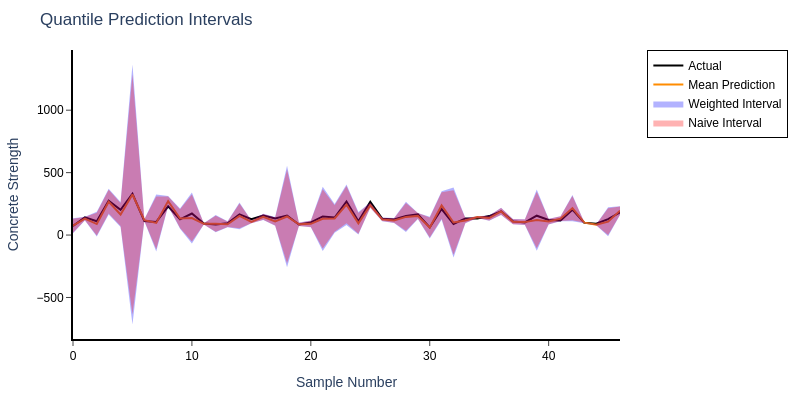 Quantile Prediction Intervals
Actual
Mean Prediction
Weighted Interval
Naive Interval
Concrete Strength
1000
500
0
−500
0
10
20
30
40
Sample Number